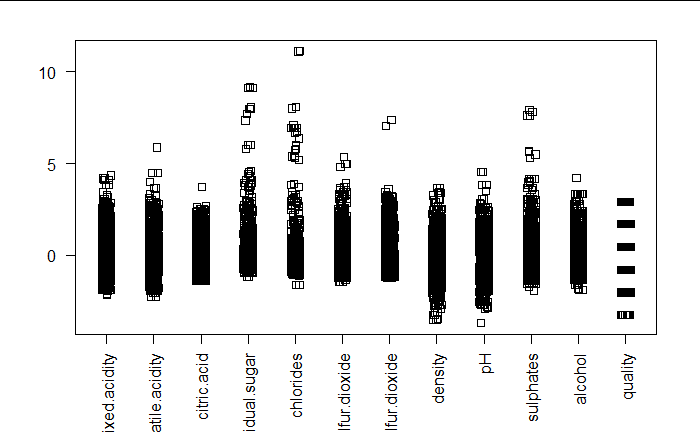 10
5
0
ixed.acidity
atile.acidity
citric.acid
idual.sugar
chlorides
lfur.dioxide
lfur.dioxide
density
pH
sulphates
alcohol
quality